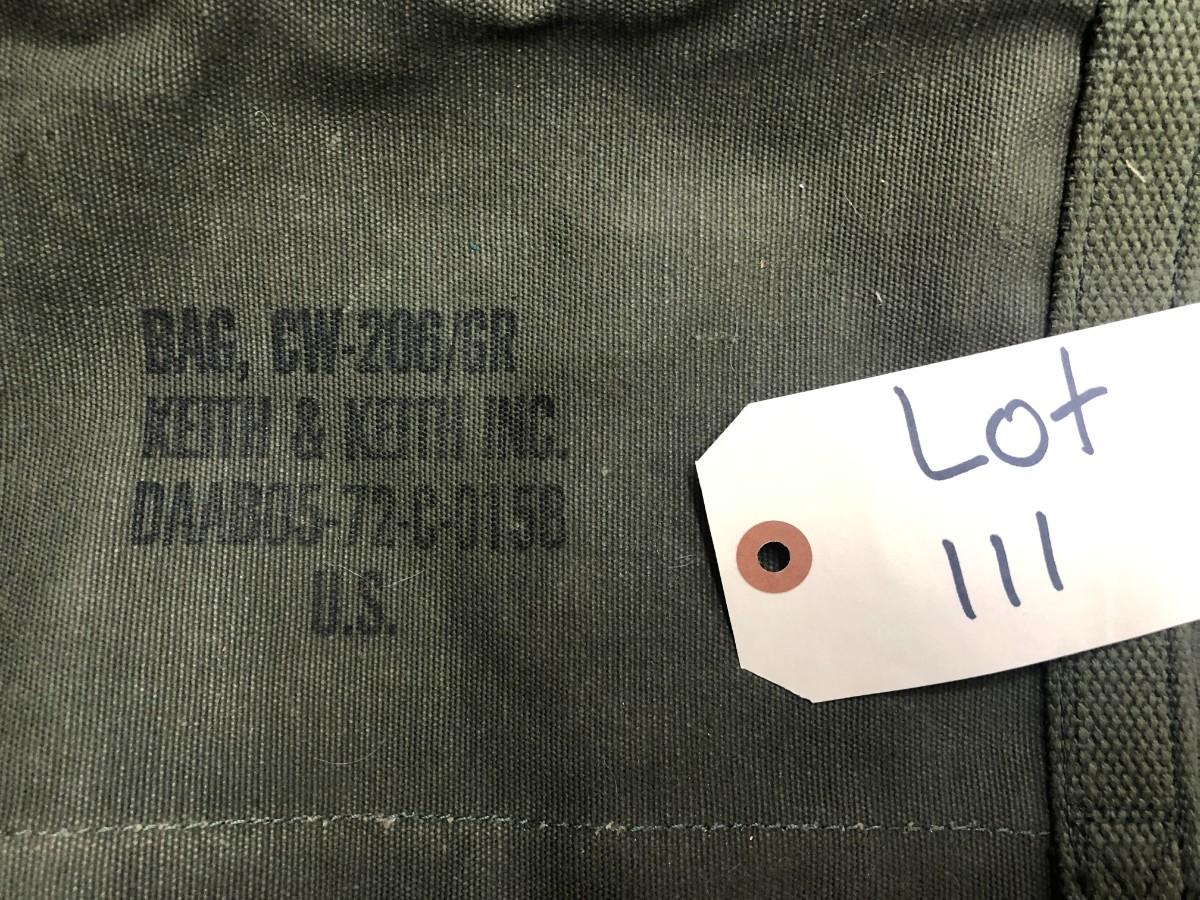 BAG, CW-206/GR
KEITH & KEITH INC.
DAAB05-72-C-0158
U.S.
Lot
111